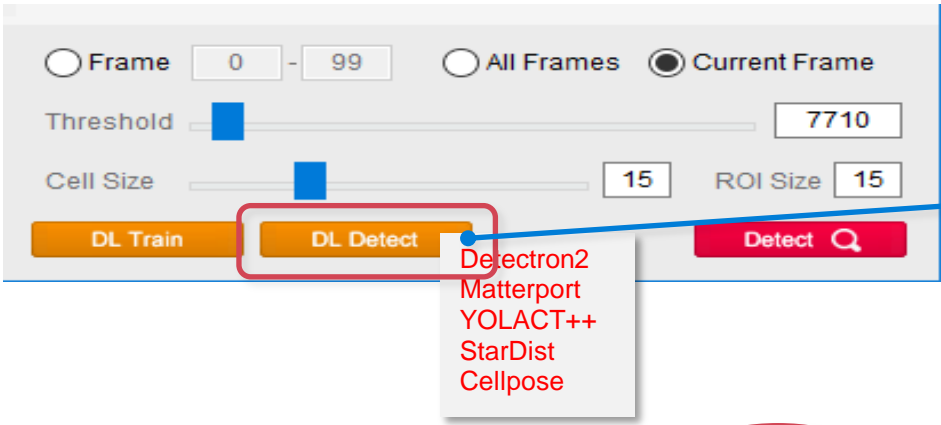 Frame 0 - 99 All Frames Current Frame
Threshold 7710
Cell Size 15 ROI Size 15
DL Train DL Detect Detect
Detectron2
Matterport
YOLACT++
StarDist
Cellpose